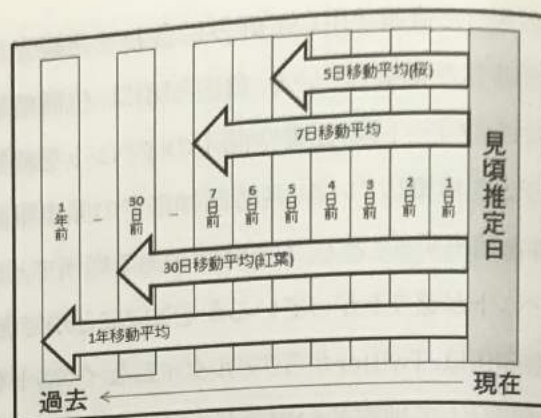 5日移動平均(桜)
7日移動平均
1年前
–
30日前
–
7日前
6日前
5日前
4日前
3日前
2日前
1日前
見頃推定日
30日移動平均(紅葉)
1年移動平均
過去
現在